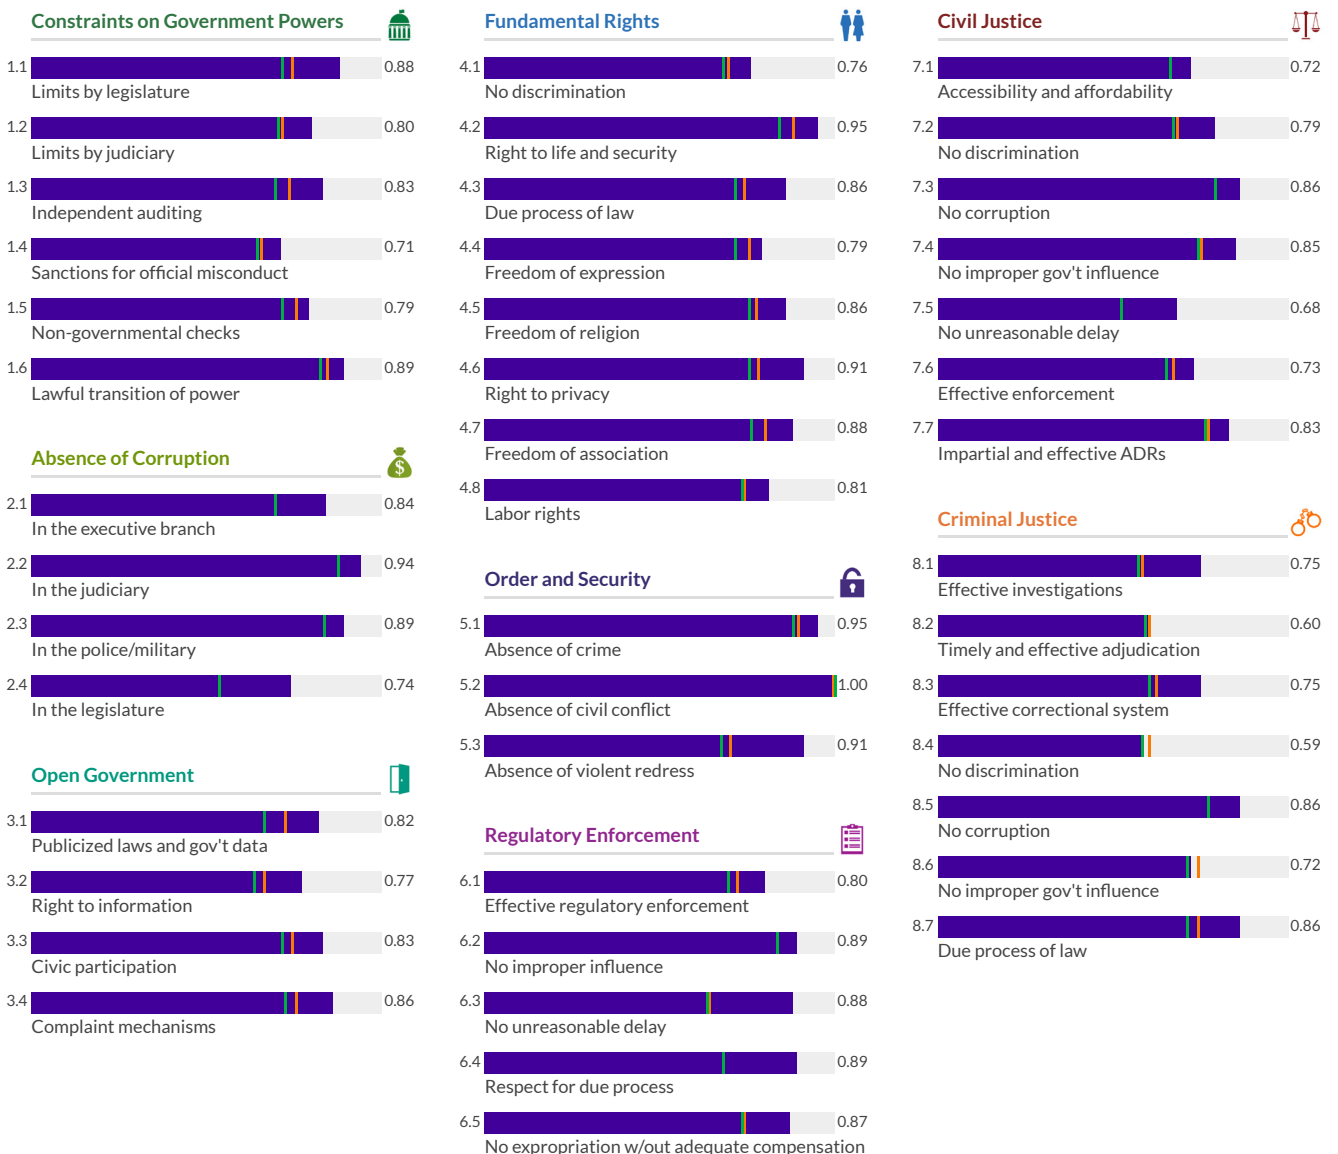 Constraints on Government Powers
1.1 0.88
Limits by legislature
1.2 0.80
Limits by judiciary
1.3 0.83
Independent auditing
1.4 0.71
Sanctions for official misconduct
1.5 0.79
Non-governmental checks
1.6 0.89
Lawful transition of power
Absence of Corruption
$
2.1 0.84
In the executive branch
2.2 0.94
In the judiciary
2.3 0.89
In the police/military
2.4 0.74
In the legislature
Open Government
3.1 0.82
Publicized laws and gov't data
3.2 0.77
Right to information
3.3 0.83
Civic participation
3.4 0.86
Complaint mechanisms
Fundamental Rights
4.1 0.76
No discrimination
4.2 0.95
Right to life and security
4.3 0.86
Due process of law
4.4 0.79
Freedom of expression
4.5 0.86
Freedom of religion
4.6 0.91
Right to privacy
4.7 0.88
Freedom of association
4.8 0.81
Labor rights
Order and Security
5.1 0.95
Absence of crime
5.2 1.00
Absence of civil conflict
5.3 0.91
Absence of violent redress
Regulatory Enforcement
6.1 0.80
Effective regulatory enforcement
6.2 0.89
No improper influence
6.3 0.88
No unreasonable delay
6.4 0.89
Respect for due process
6.5 0.87
No expropriation w/out adequate compensation
Civil Justice
7.1 0.72
Accessibility and affordability
7.2 0.79
No discrimination
7.3 0.86
No corruption
7.4 0.85
No improper gov't influence
7.5 0.68
No unreasonable delay
7.6 0.73
Effective enforcement
7.7 0.83
Impartial and effective ADRs
Criminal Justice
8.1 0.75
Effective investigations
8.2 0.60
Timely and effective adjudication
8.3 0.75
Effective correctional system
8.4 0.59
No discrimination
8.5 0.86
No corruption
8.6 0.72
No improper gov't influence
8.7 0.86
Due process of law